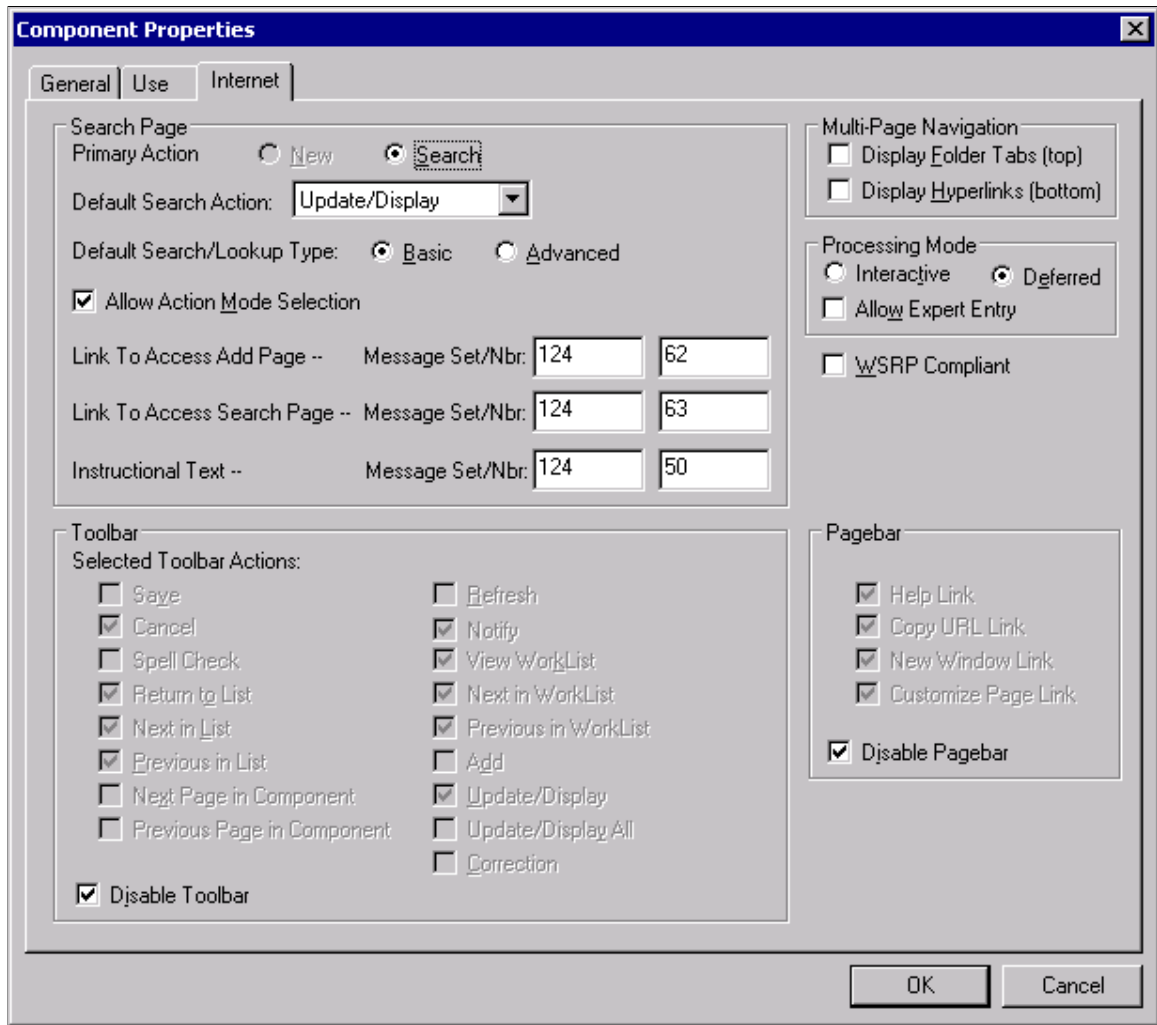 Component Properties
General Use Internet
Search Page
Primary Action New Search
Default Search Action: Update/Display
Default Search/Lookup Type: Basic Advanced
Allow Action Mode Selection
Link To Access Add Page -- Message Set/Nbr: 124 62
Link To Access Search Page -- Message Set/Nbr: 124 63
Instructional Text -- Message Set/Nbr: 124 50
Multi-Page Navigation
Display Folder Tabs (top)
Display Hyperlinks (bottom)
Processing Mode
Interactive Deferred
Allow Expert Entry
WSRP Compliant
Toolbar
Selected Toolbar Actions:
Save
Cancel
Spell Check
Return to List
Next in List
Previous in List
Next Page in Component
Previous Page in Component
Refresh
Notify
View WorkList
Next in WorkList
Previous in WorkList
Add
Update/Display
Update/Display All
Correction
Disable Toolbar
Pagebar
Help Link
Copy URL Link
New Window Link
Customize Page Link
Disable Pagebar
OK Cancel